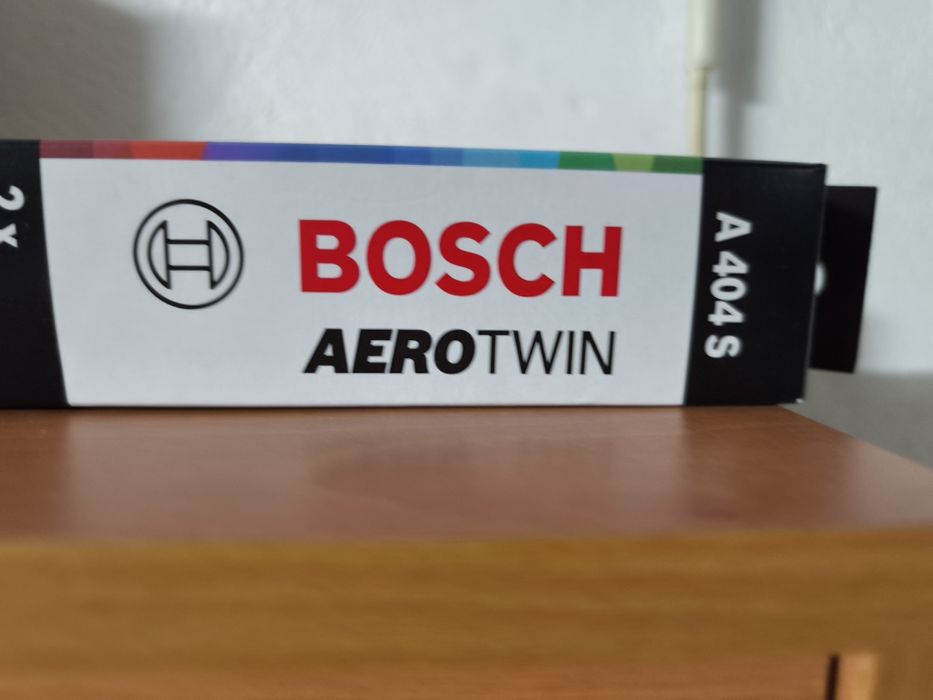 2 x
BOSCH
AEROTWIN
A 404 S